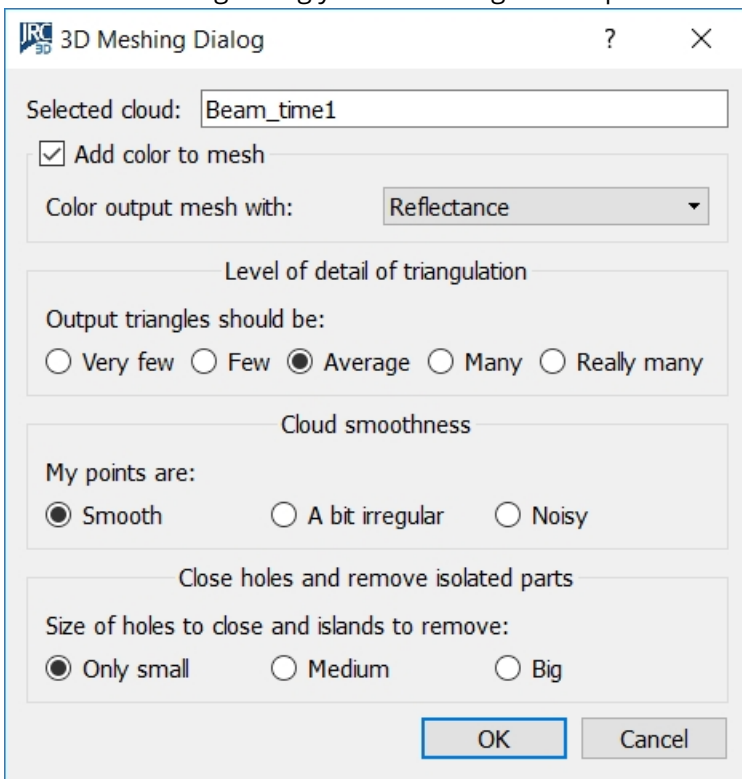 JRC 3D
3D Meshing Dialog ? X
Selected cloud: Beam_time1
Add color to mesh
Color output mesh with: Reflectance
Level of detail of triangulation
Output triangles should be:
Very few Few Average Many Really many
Cloud smoothness
My points are:
Smooth A bit irregular Noisy
Close holes and remove isolated parts
Size of holes to close and islands to remove:
Only small Medium Big
OK Cancel